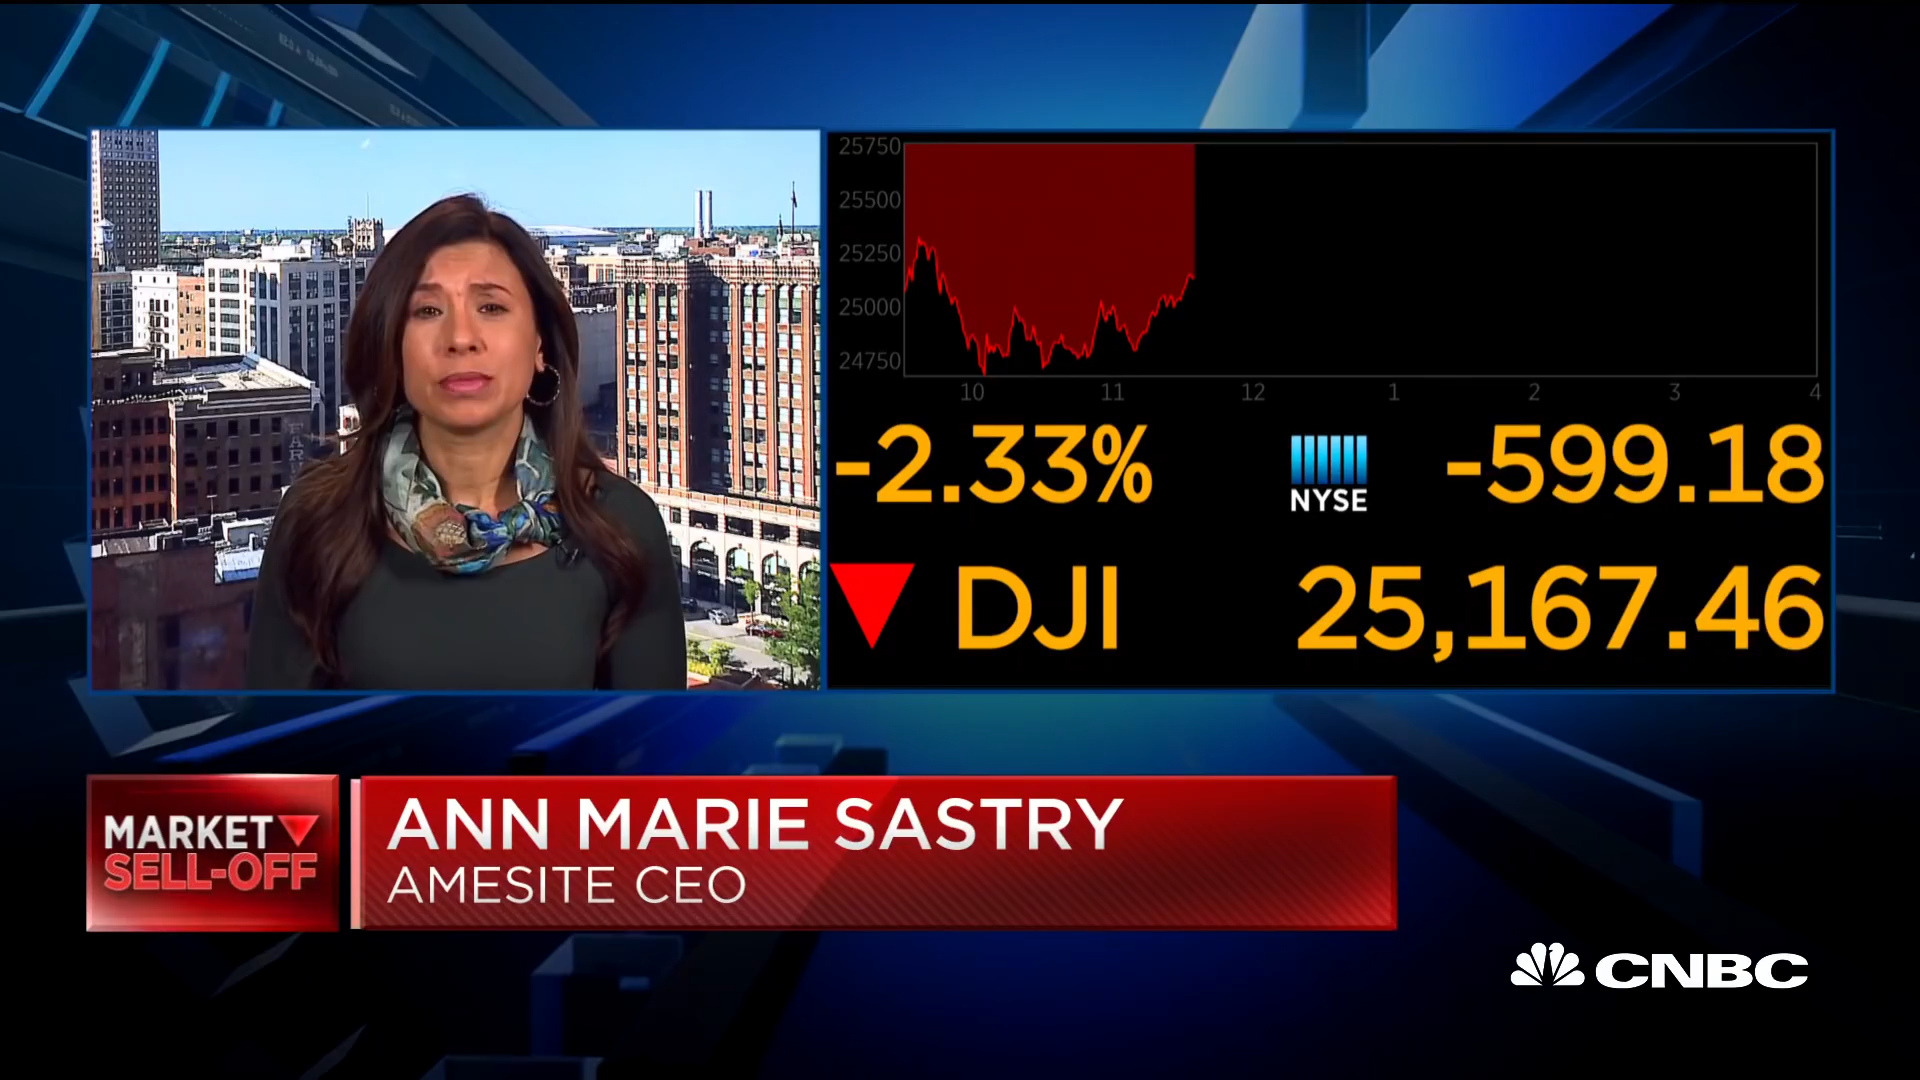 25750
25500
25250
25000
24750
10 11 12 1 2 3 4
-2.33% NYSE -599.18
DJI 25,167.46
MARKET
SELL-OFF
ANN MARIE SASTRY
AMESITE CEO
CNBC